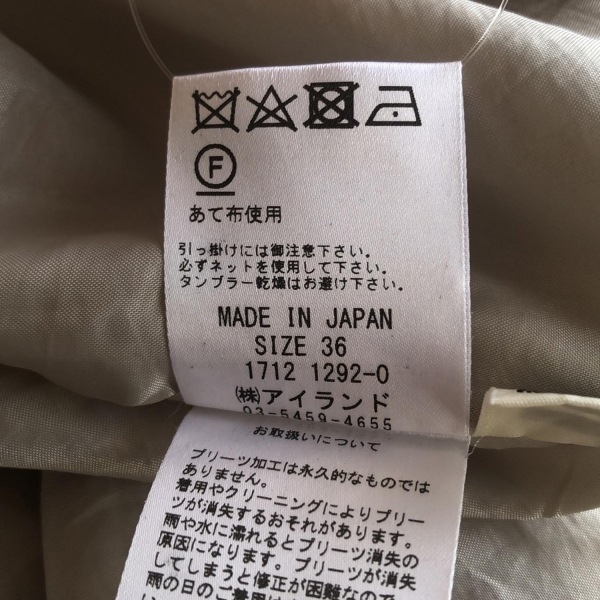 F
あて布使用
引っ掛けには御注意下さい。
必ずネットを使用して下さい。
タンブラー乾燥はお避け下さい。
MADE IN JAPAN
SIZE 36
1712 1292-0
㈱アイランド
03-5459-4655
お取扱いについて
プリーツ加工は永久的なものでは
ありません。
着用やクリーニングによりプリー
ツが消失するおそれがあります。
雨や水に濡れるとプリーツ消失の
原因になります。プリーツが消失
してしまうと修正が困難なので
雨の日のご着用は